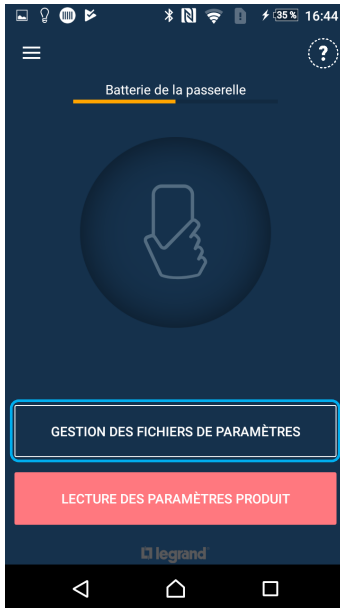 35% 16:44
?
Batterie de la passerelle
GESTION DES FICHIERS DE PARAMÈTRES
LECTURE DES PARAMÈTRES PRODUIT
legrand